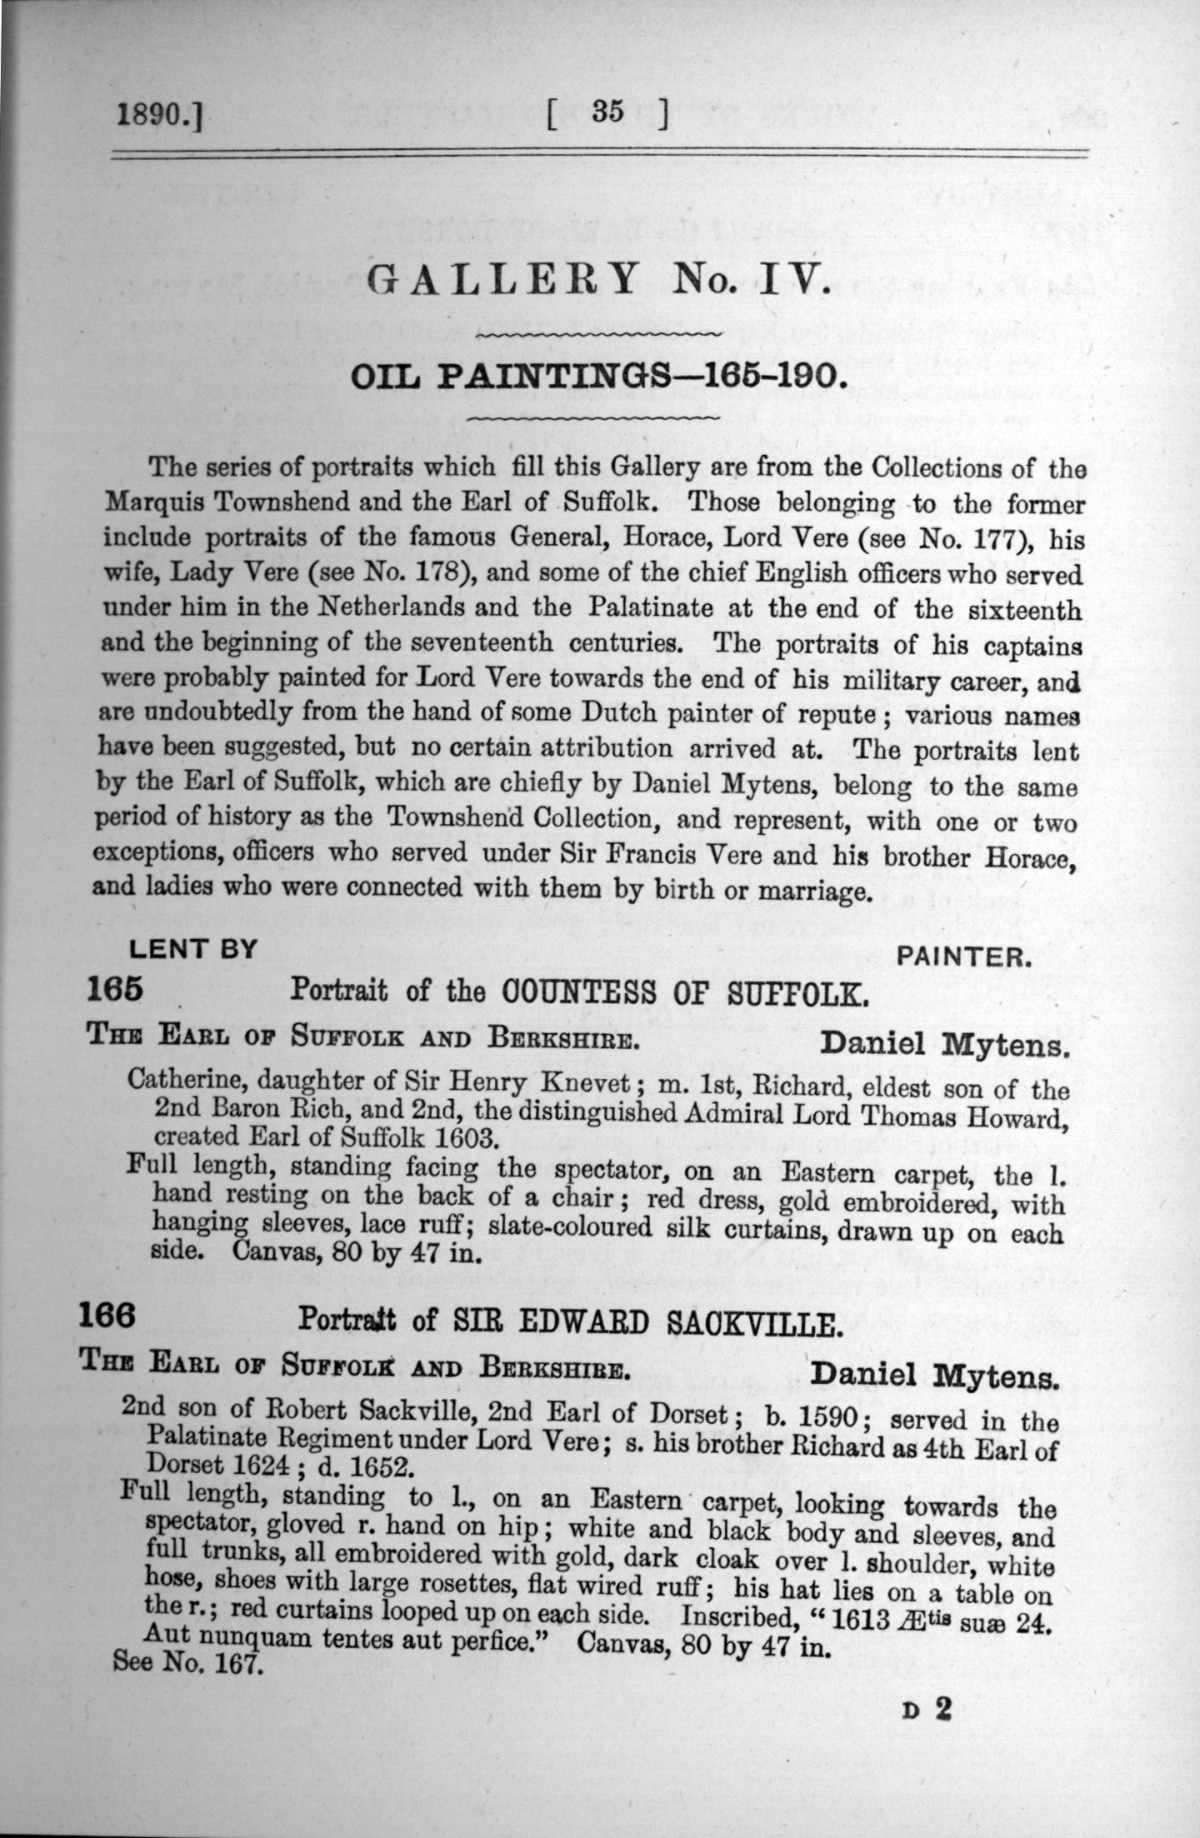 1890.] [ 35 ]
GALLERY No. IV.
OIL PAINTINGS—165–190.
The series of portraits which fill this Gallery are from the Collections of the
Marquis Townshend and the Earl of Suffolk. Those belonging to the former
include portraits of the famous General, Horace, Lord Vere (see No. 177), his
wife, Lady Vere (see No. 178), and some of the chief English officers who served
under him in the Netherlands and the Palatinate at the end of the sixteenth
and the beginning of the seventeenth centuries. The portraits of his captains
were probably painted for Lord Vere towards the end of his military career, and
are undoubtedly from the hand of some Dutch painter of repute; various names
have been suggested, but no certain attribution arrived at. The portraits lent
by the Earl of Suffolk, which are chiefly by Daniel Mytens, belong to the same
period of history as the Townshend Collection, and represent, with one or two
exceptions, officers who served under Sir Francis Vere and his brother Horace,
and ladies who were connected with them by birth or marriage.
LENT BY PAINTER.
165 Portrait of the COUNTESS OF SUFFOLK.
THE EARL OF SUFFOLK AND BERKSHIRE. Daniel Mytens.
Catherine, daughter of Sir Henry Knevet; m. 1st, Richard, eldest son of the
2nd Baron Rich, and 2nd, the distinguished Admiral Lord Thomas Howard,
created Earl of Suffolk 1603.
Full length, standing facing the spectator, on an Eastern carpet, the l.
hand resting on the back of a chair; red dress, gold embroidered, with
hanging sleeves, lace ruff; slate-coloured silk curtains, drawn up on each
side. Canvas, 80 by 47 in.
166 Portrait of SIR EDWARD SACKVILLE.
THE EARL OF SUFFOLK AND BERKSHIRE. Daniel Mytens.
2nd son of Robert Sackville, 2nd Earl of Dorset; b. 1590; served in the
Palatinate Regiment under Lord Vere; s. his brother Richard as 4th Earl of
Dorset 1624; d. 1652.
Full length, standing to l., on an Eastern carpet, looking towards the
spectator, gloved r. hand on hip; white and black body and sleeves, and
full trunks, all embroidered with gold, dark cloak over l. shoulder, white
hose, shoes with large rosettes, flat wired ruff; his hat lies on a table on
the r.; red curtains looped up on each side. Inscribed, “1613 Ætis suæ 24.
Aut nunquam tentes aut perfice.” Canvas, 80 by 47 in.
See No. 167.
D 2